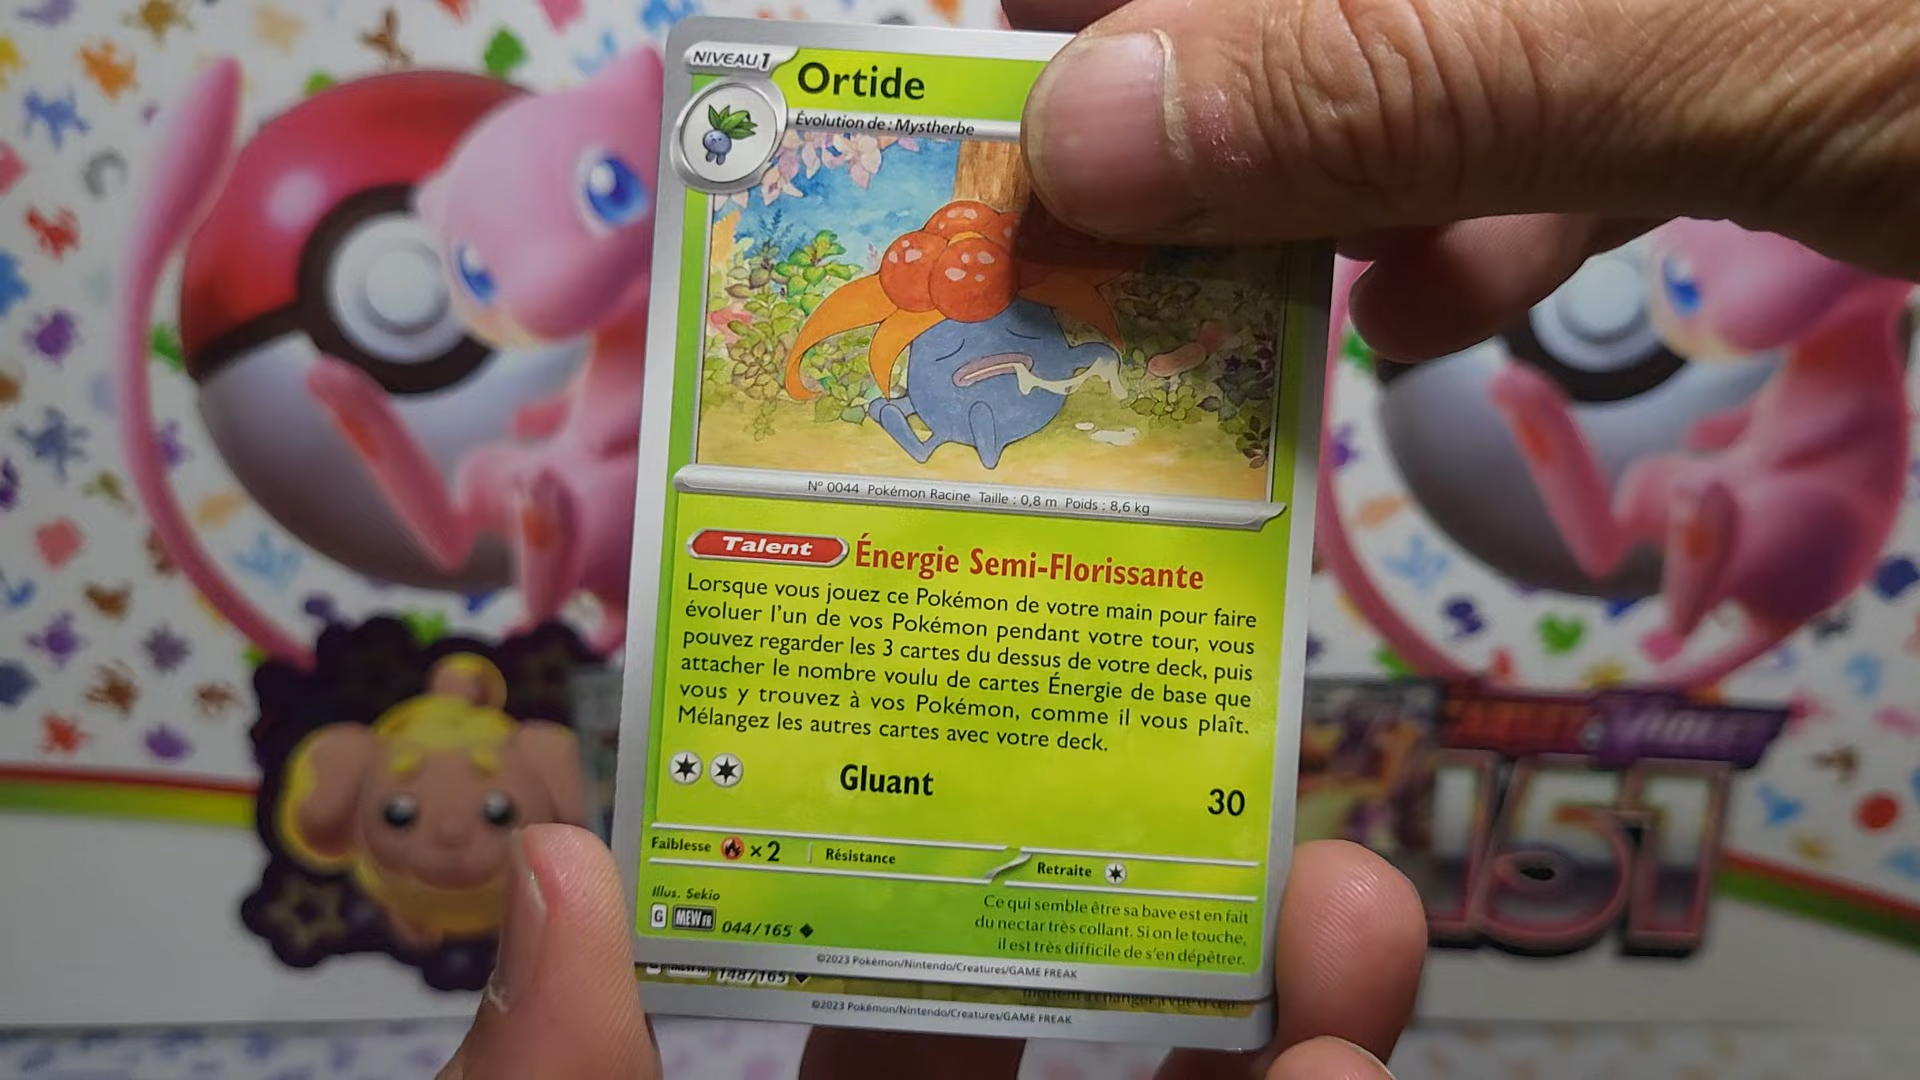 NIVEAU 1
Ortide
Évolution de : Mystherbe
N° 0044 Pokémon Racine Taille : 0,8 m Poids : 8,6 kg
Talent Énergie Semi-Florissante
Lorsque vous jouez ce Pokémon de votre main pour faire
évoluer l'un de vos Pokémon pendant votre tour, vous
pouvez regarder les 3 cartes du dessus de votre deck, puis
attacher le nombre voulu de cartes Énergie de base que
vous y trouvez à vos Pokémon, comme il vous plaît.
Mélangez les autres cartes avec votre deck.
Gluant 30
Faiblesse ×2 Résistance Retraite
Illus. Sekio
G MEW FR 044/165
Ce qui semble être sa bave est en fait
du nectar très collant. Si on le touche,
il est très difficile de s'en dépêtrer.
©2023 Pokémon/Nintendo/Creatures/GAME FREAK
148/165
©2023 Pokémon/Nintendo/Creatures/GAME FREAK
VIOLET
151